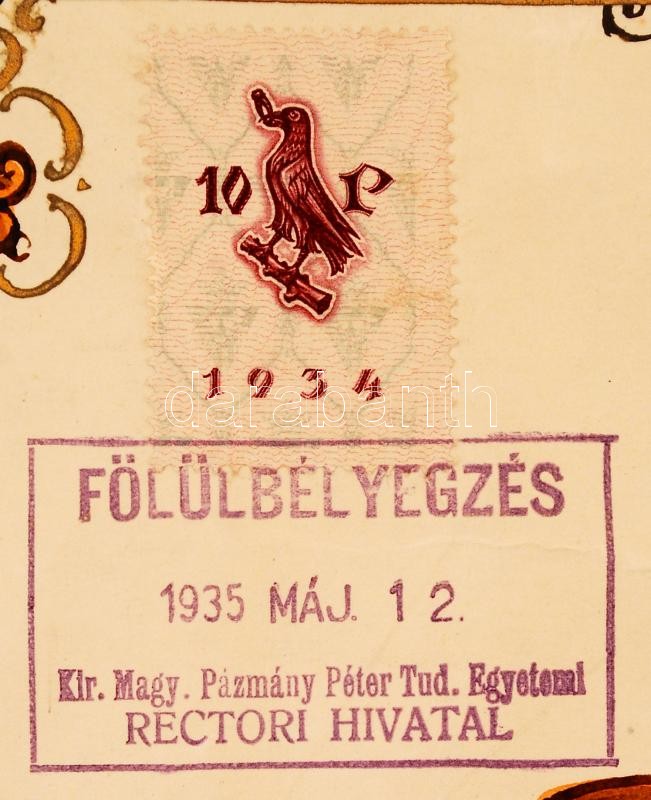 10 P
1934
darabanth
FÖLÜLBÉLYEGZÉS
1935 MÁJ. 12.
Kir. Magy. Pázmány Péter Tud. Egyetemi
RECTORI HIVATAL